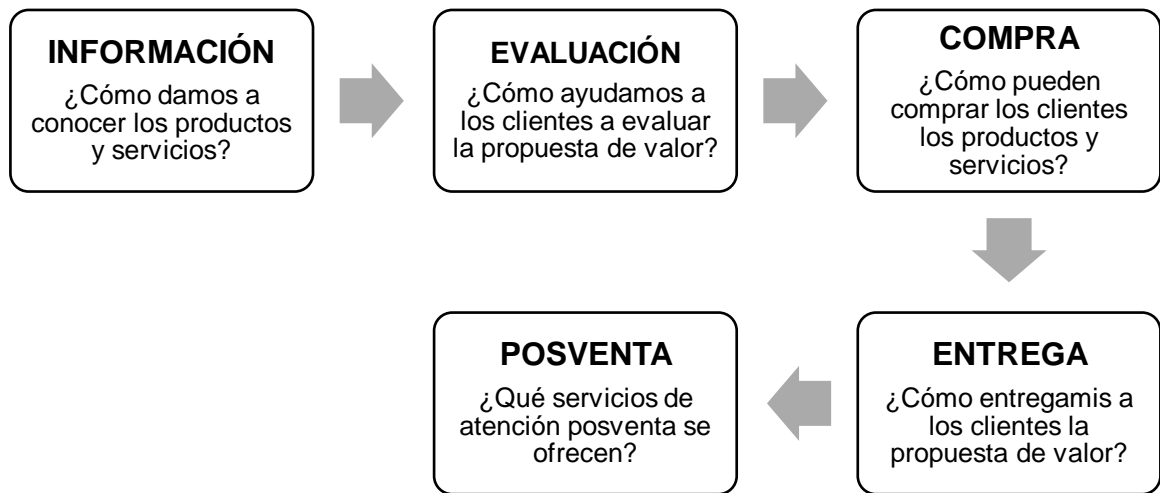 INFORMACIÓN
¿Cómo damos a
conocer los productos
y servicios?
EVALUACIÓN
¿Cómo ayudamos a
los clientes a evaluar
la propuesta de valor?
COMPRA
¿Cómo pueden
comprar los clientes
los productos y
servicios?
ENTREGA
¿Cómo entregamis a
los clientes la
propuesta de valor?
POSVENTA
¿Qué servicios de
atención posventa se
ofrecen?